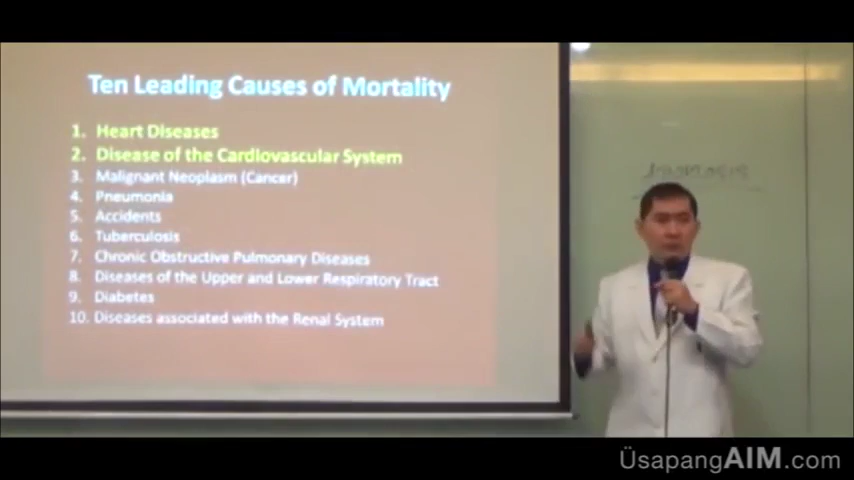 Ten Leading Causes of Mortality
1. Heart Diseases
2. Disease of the Cardiovascular System
3. Malignant Neoplasm (Cancer)
4. Pneumonia
5. Accidents
6. Tuberculosis
7. Chronic Obstructive Pulmonary Diseases
8. Diseases of the Upper and Lower Respiratory Tract
9. Diabetes
10. Diseases associated with the Renal System
ÜsapangAIM.com